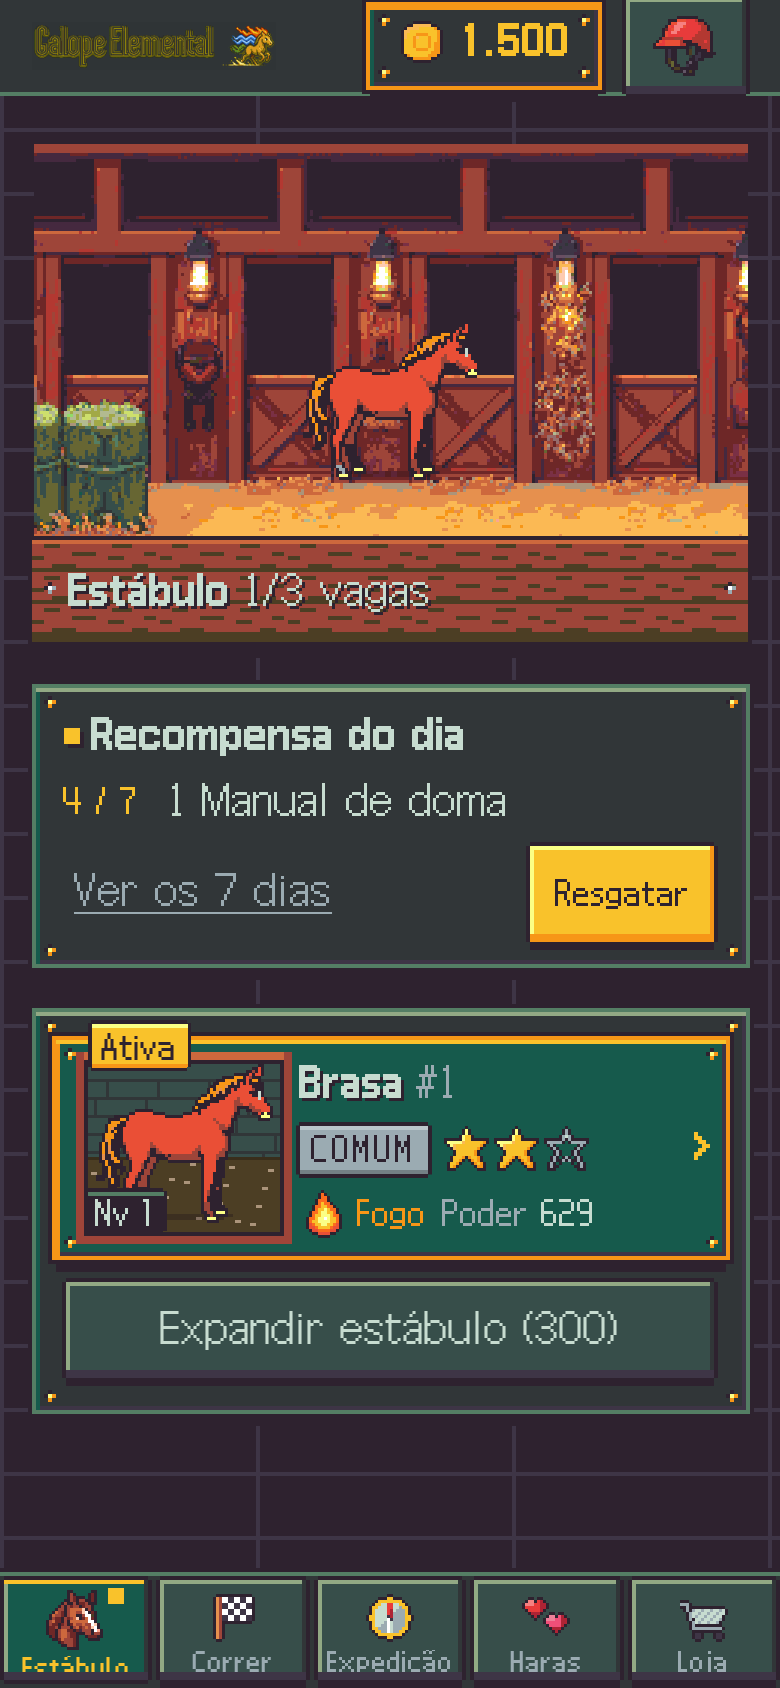 Galope Elemental
1.500
Estábulo 1/3 vagas
Recompensa do dia
4/7 1 Manual de doma
Ver os 7 dias
Resgatar
Ativa
Brasa #1
COMUM
Nv 1
Fogo Poder 629
Expandir estábulo (300)
Estábulo
Correr
Expedição
Haras
Loja